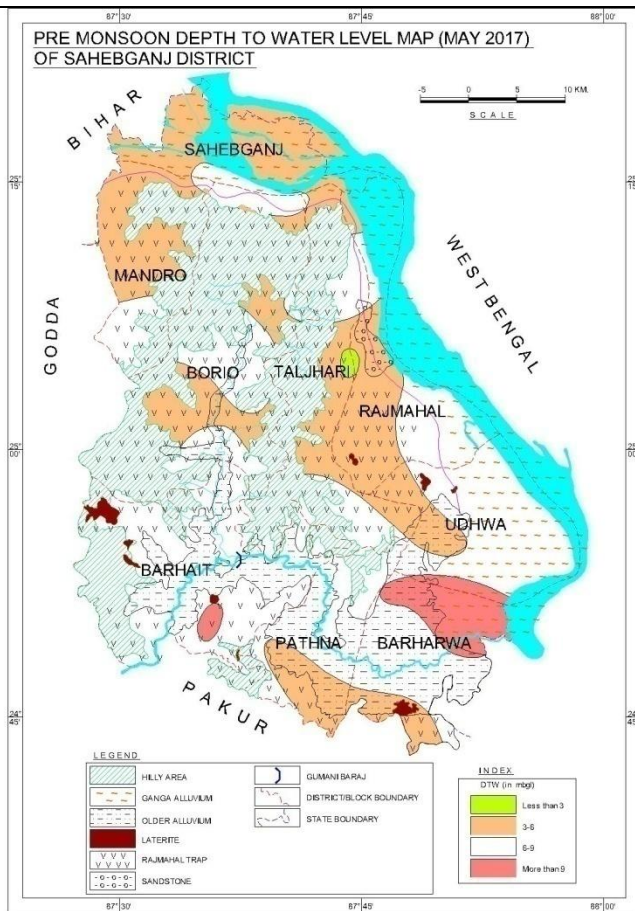 87°30'
87°45'
88°00'
PRE MONSOON DEPTH TO WATER LEVEL MAP (MAY 2017)
OF SAHEBGANJ DISTRICT
-5 0 5 10 KM.
SCALE
BIHAR
SAHEBGANJ
25
15'
25
15'
WEST BENGAL
MANDRO
GODDA
BORIO
TALJHARI
RAJMAHAL
25
00'
25
00'
UDHWA
BARHAIT
PATHNA
BARHARWA
PAKUR
24
45'
24
45'
LEGEND
HILLY AREA
GANGA ALLUVIUM
OLDER ALLUVIUM
LATERITE
RAJMAHAL TRAP
SANDSTONE
GUMANI BARAJ
DISTRICT/BLOCK BOUNDARY
STATE BOUNDARY
INDEX
DTW (in mbgl)
Less than 3
3-6
6-9
More than 9
87°30'
87°45'
88°00'